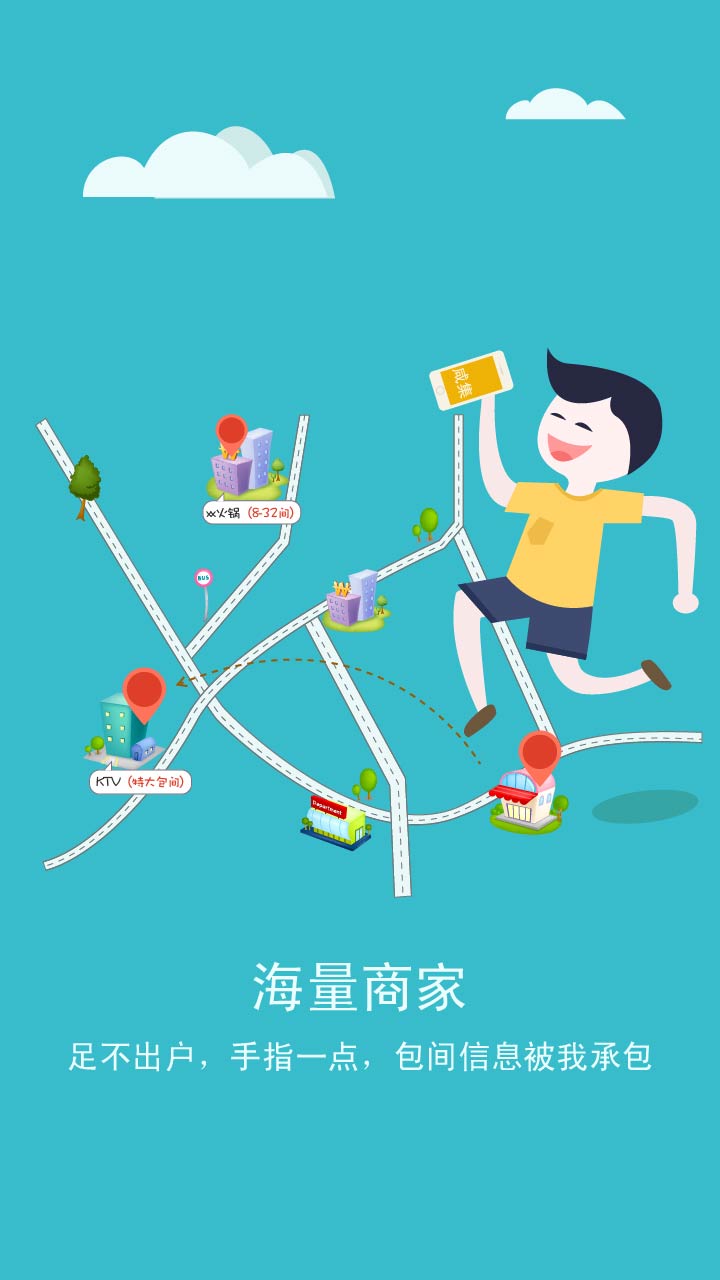 咸集
xx火锅（8-32间）
BUS
KTV（特大包间）
Department
海量商家
足不出户，手指一点，包间信息被我承包